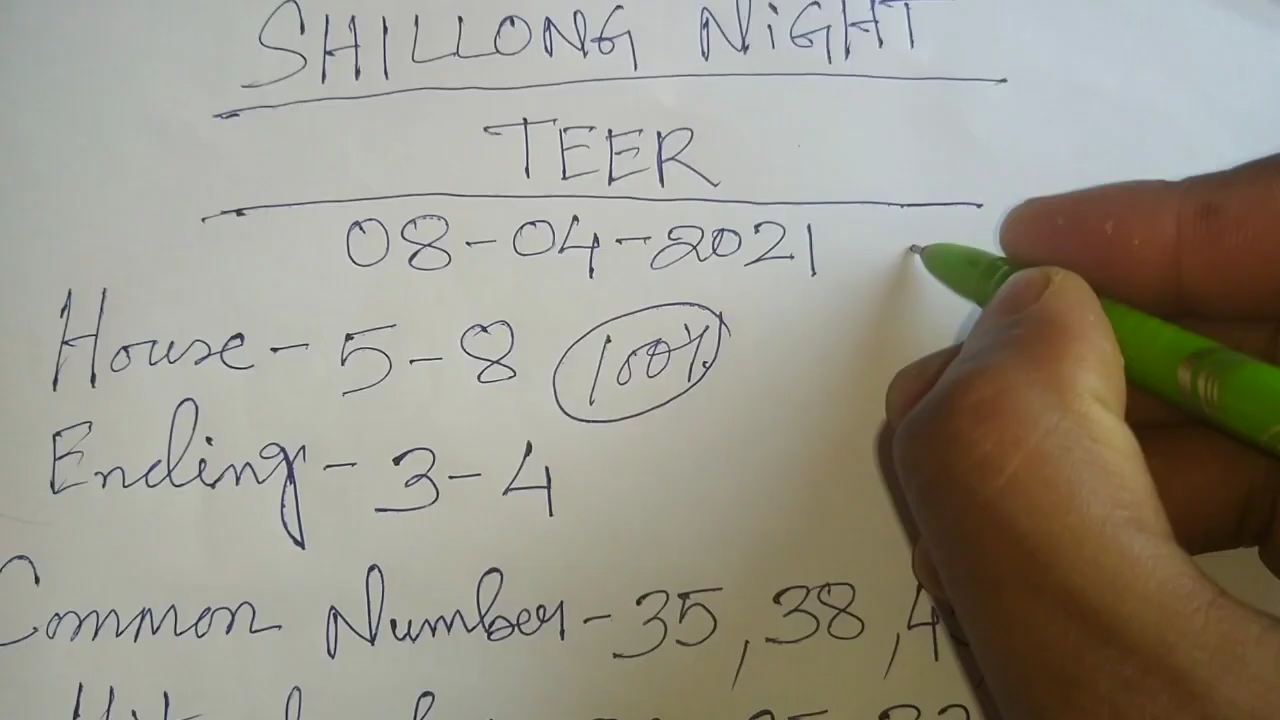 SHILLONG NiGHT
TEER
08-04-2021
House - 5-8 100%
Ending - 3-4
Common Number - 35, 38, 4